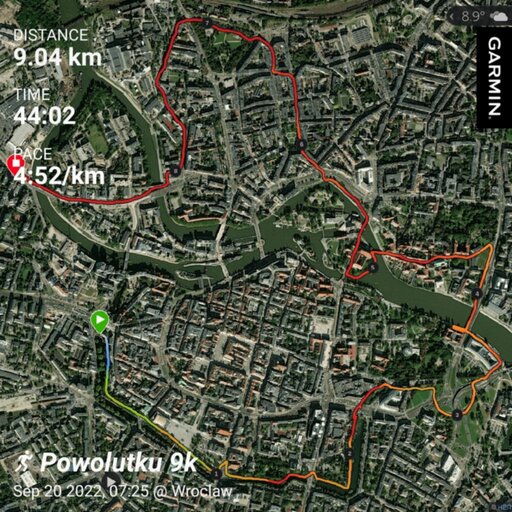 8.9°
DISTANCE
9.04 km
GARMIN
TIME
44:02
PACE
4:52/km
Powolutku 9k
Sep 20 2022, 07:25 @ Wroclaw
HERE